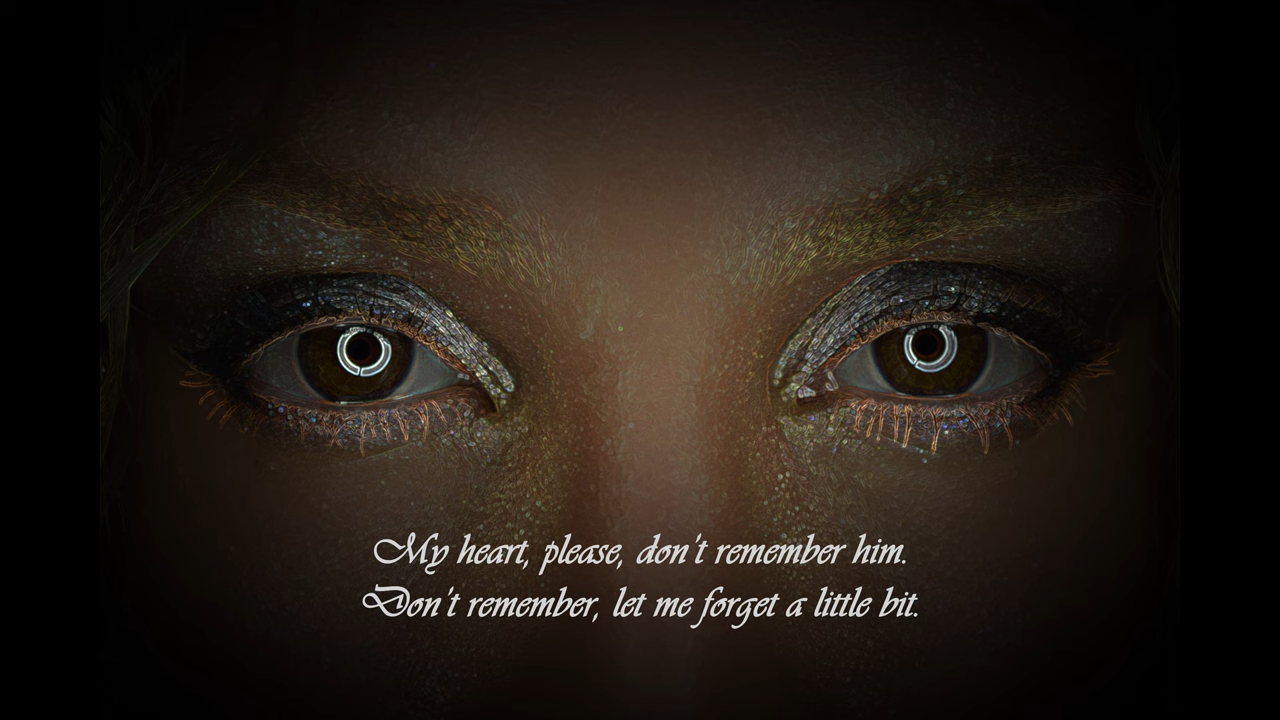 My heart, please, don't remember him.
Don't remember, let me forget a little bit.